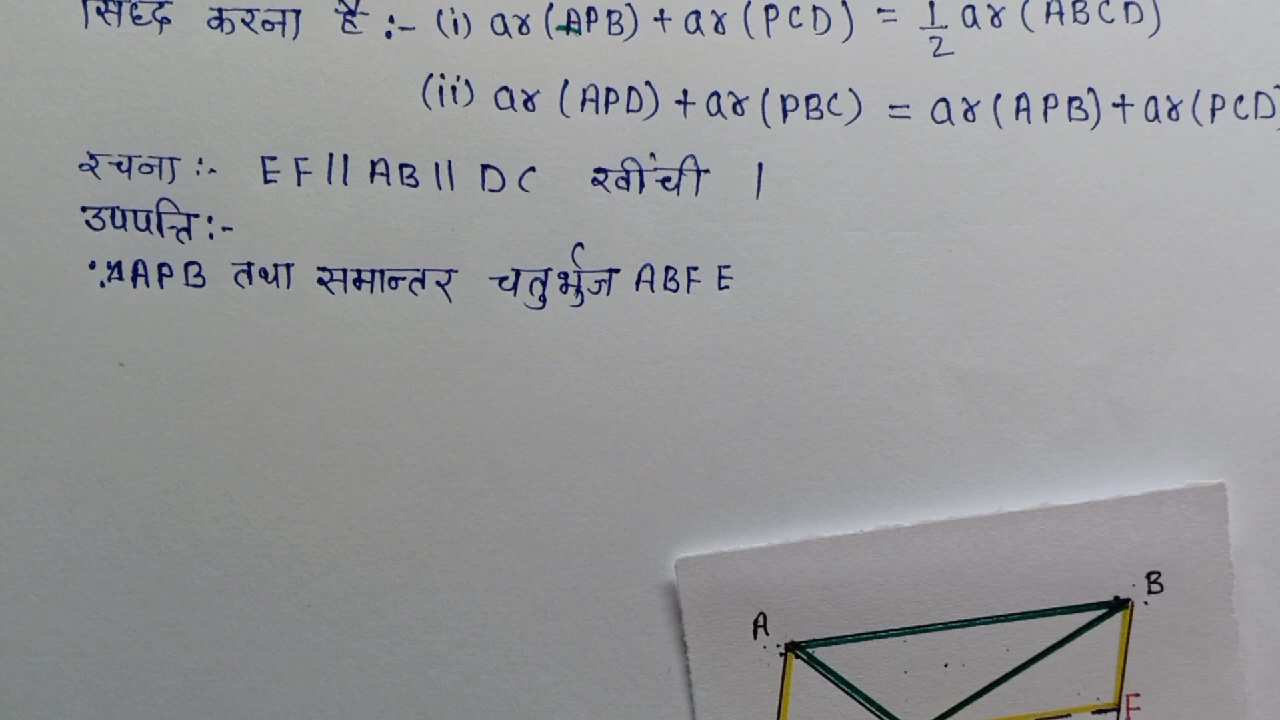 सिध्द करना है :- (i) ar (APB) + ar (PCD) = 1/2 ar (ABCD)
(ii) ar (APD) + ar (PBC) = ar (APB) + ar (PCD)
रचना :- EF || AB || DC खींची |
उपपत्ति :-
∵ △APB तथा समान्तर चतुर्भुज ABFE
B
A
F